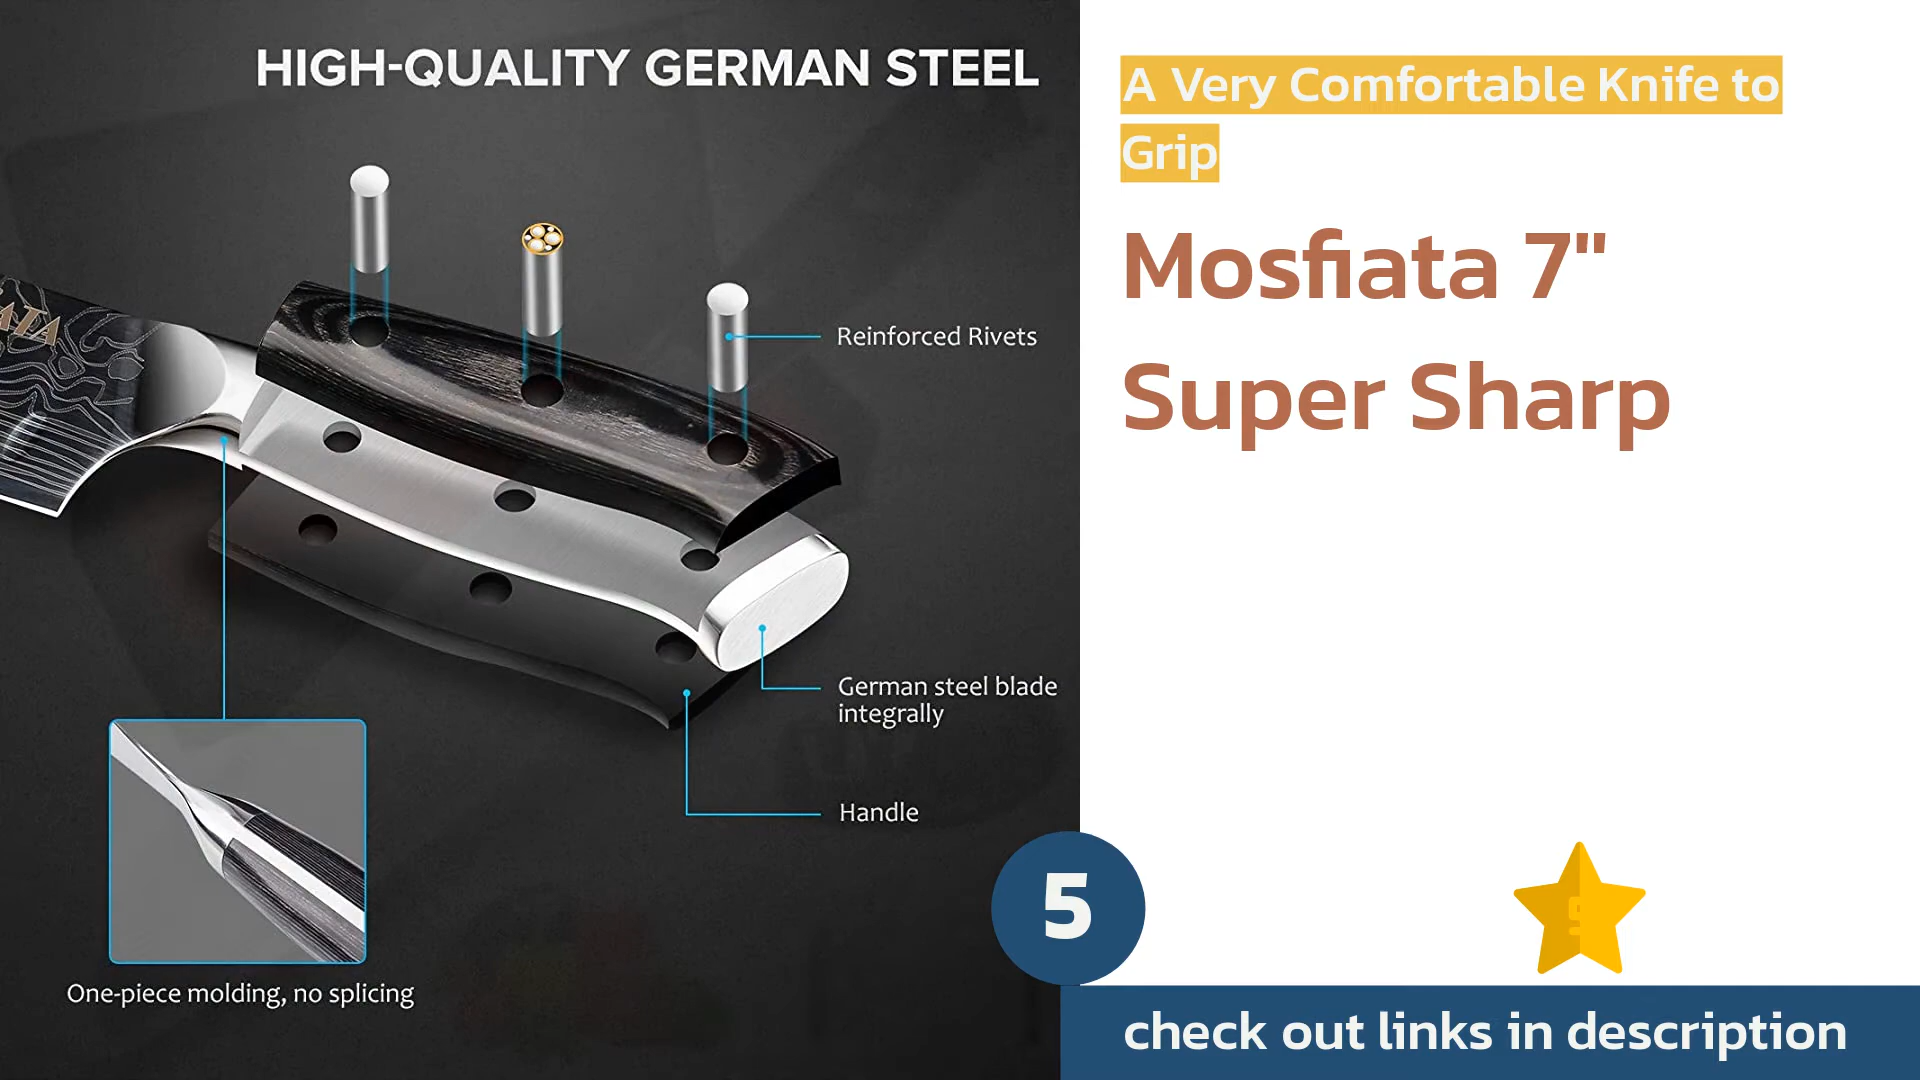 HIGH-QUALITY GERMAN STEEL
Reinforced Rivets
German steel blade
integrally
Handle
One-piece molding, no splicing
A Very Comfortable Knife to
Grip
Mosfiata 7"
Super Sharp
5
check out links in description